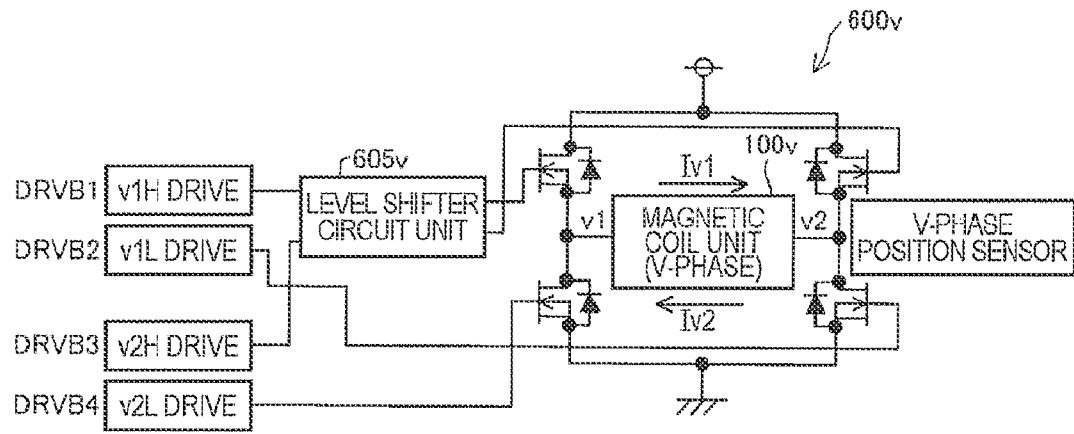 600v
605v
100v
DRVB1 v1H DRIVE
LEVEL SHIFTER
CIRCUIT UNIT
Iv1
v1
MAGNETIC
COIL UNIT
(V-PHASE)
v2
V-PHASE
POSITION SENSOR
DRVB2 v1L DRIVE
Iv2
DRVB3 v2H DRIVE
DRVB4 v2L DRIVE